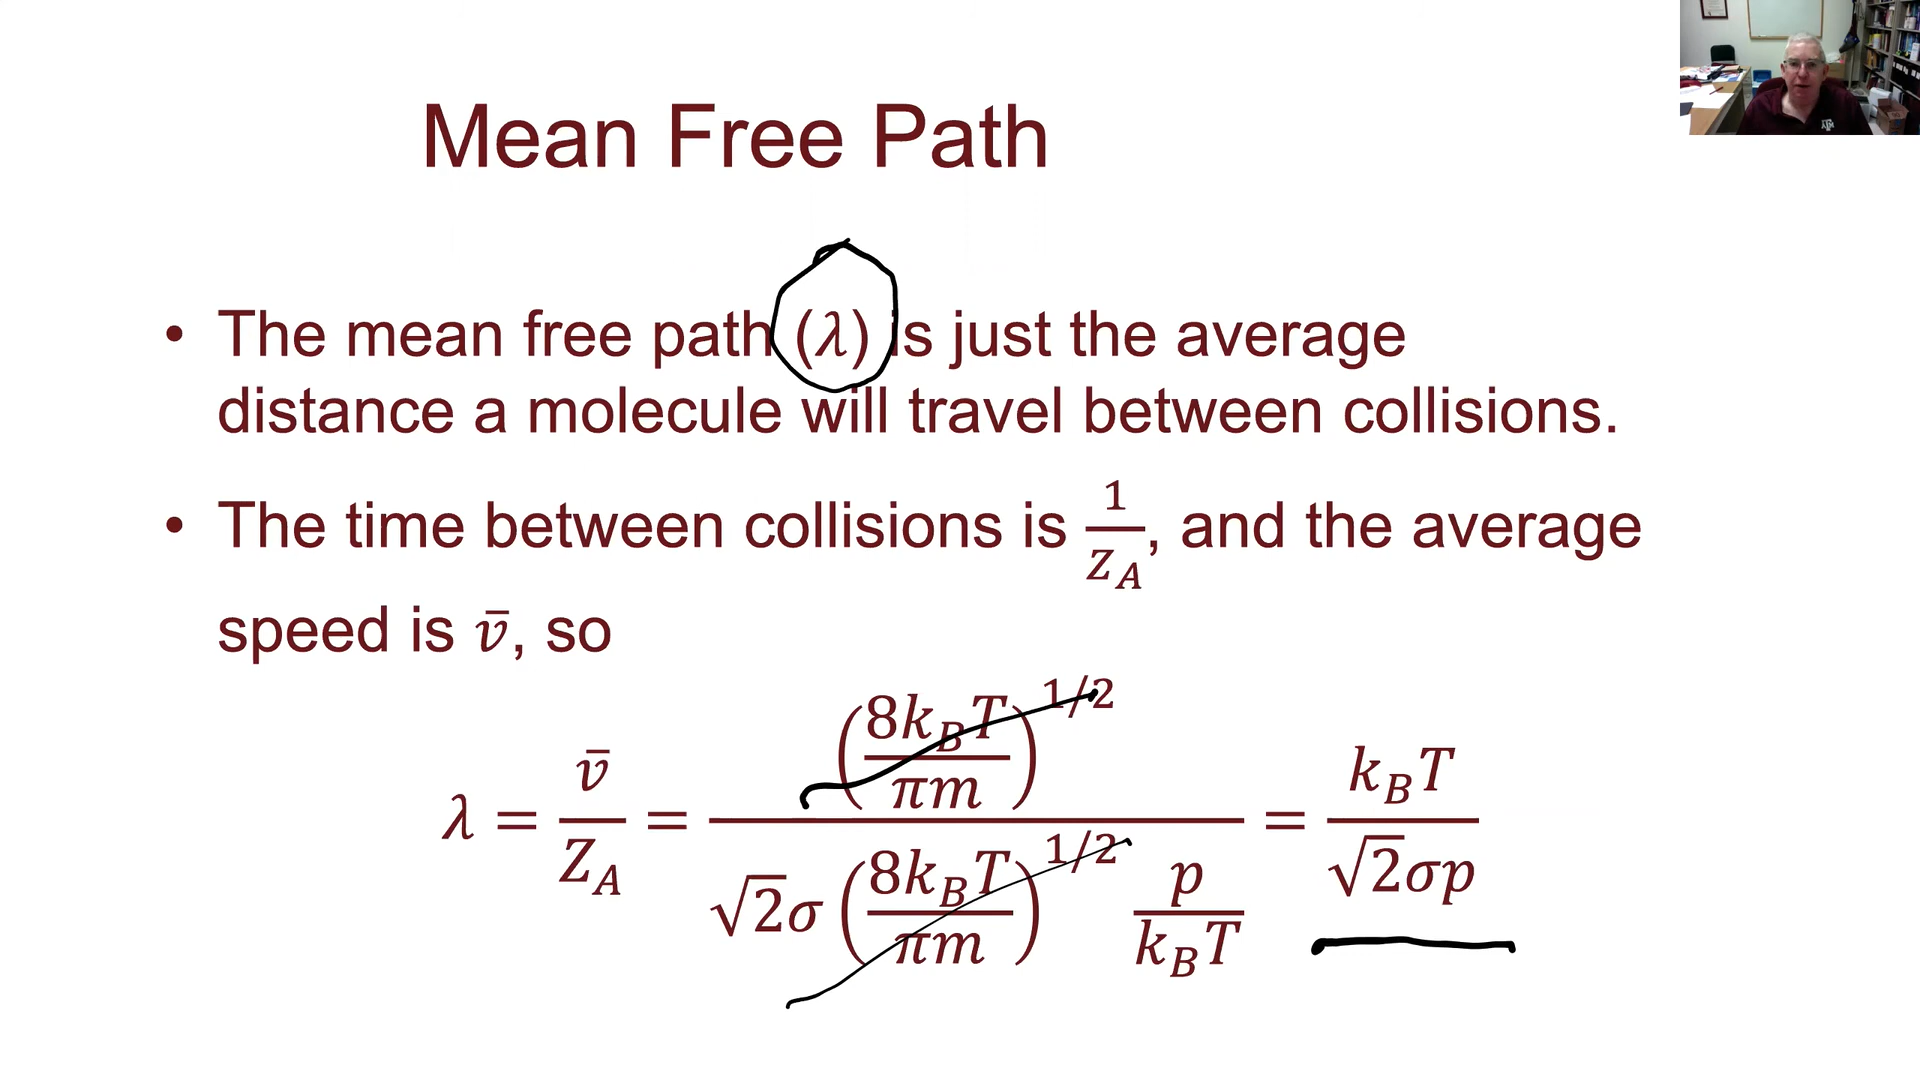 Mean Free Path
• The mean free path (λ) is just the average
distance a molecule will travel between collisions.
• The time between collisions is 1/Z_A, and the average
speed is v̄, so
λ = v̄/Z_A = (8k_BT/πm)^{1/2} / (√2σ(8k_BT/πm)^{1/2} p/k_BT) = k_BT/√2σp